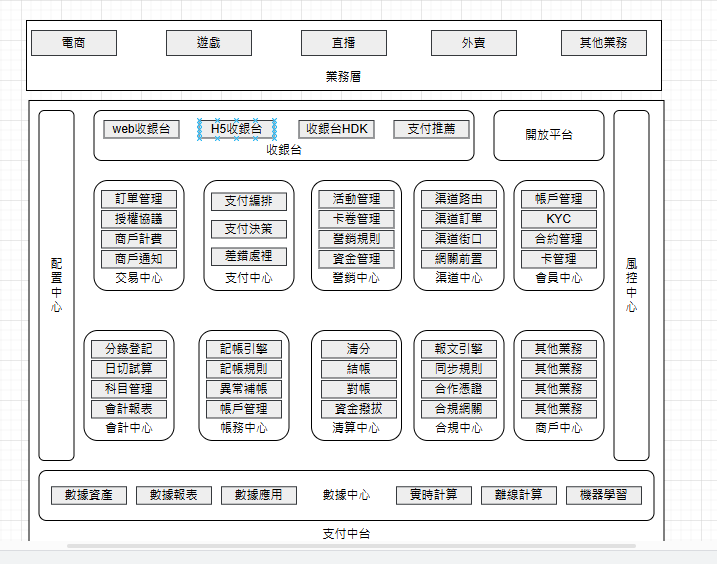 電商 遊戲 直播 外賣 其他業務
業務層
web收銀台 H5收銀台 收銀台HDK 支付推薦
收銀台
開放平台
配置中心
風控中心
訂單管理
授權協議
商戶計費
商戶通知
交易中心
支付編排
支付決策
差錯處裡
支付中心
活動管理
卡卷管理
營銷規則
資金管理
營銷中心
渠道路由
渠道訂單
渠道街口
網關前置
渠道中心
帳戶管理
KYC
合約管理
卡管理
會員中心
分錄登記
日切試算
科目管理
會計報表
會計中心
記帳引擎
記帳規則
異常補帳
帳戶管理
帳務中心
清分
結帳
對帳
資金撥拔
清算中心
報文引擎
同步規則
合作憑證
合規網關
合規中心
其他業務
其他業務
其他業務
其他業務
商戶中心
數據資產 數據報表 數據應用 數據中心 實時計算 離線計算 機器學習
支付中台